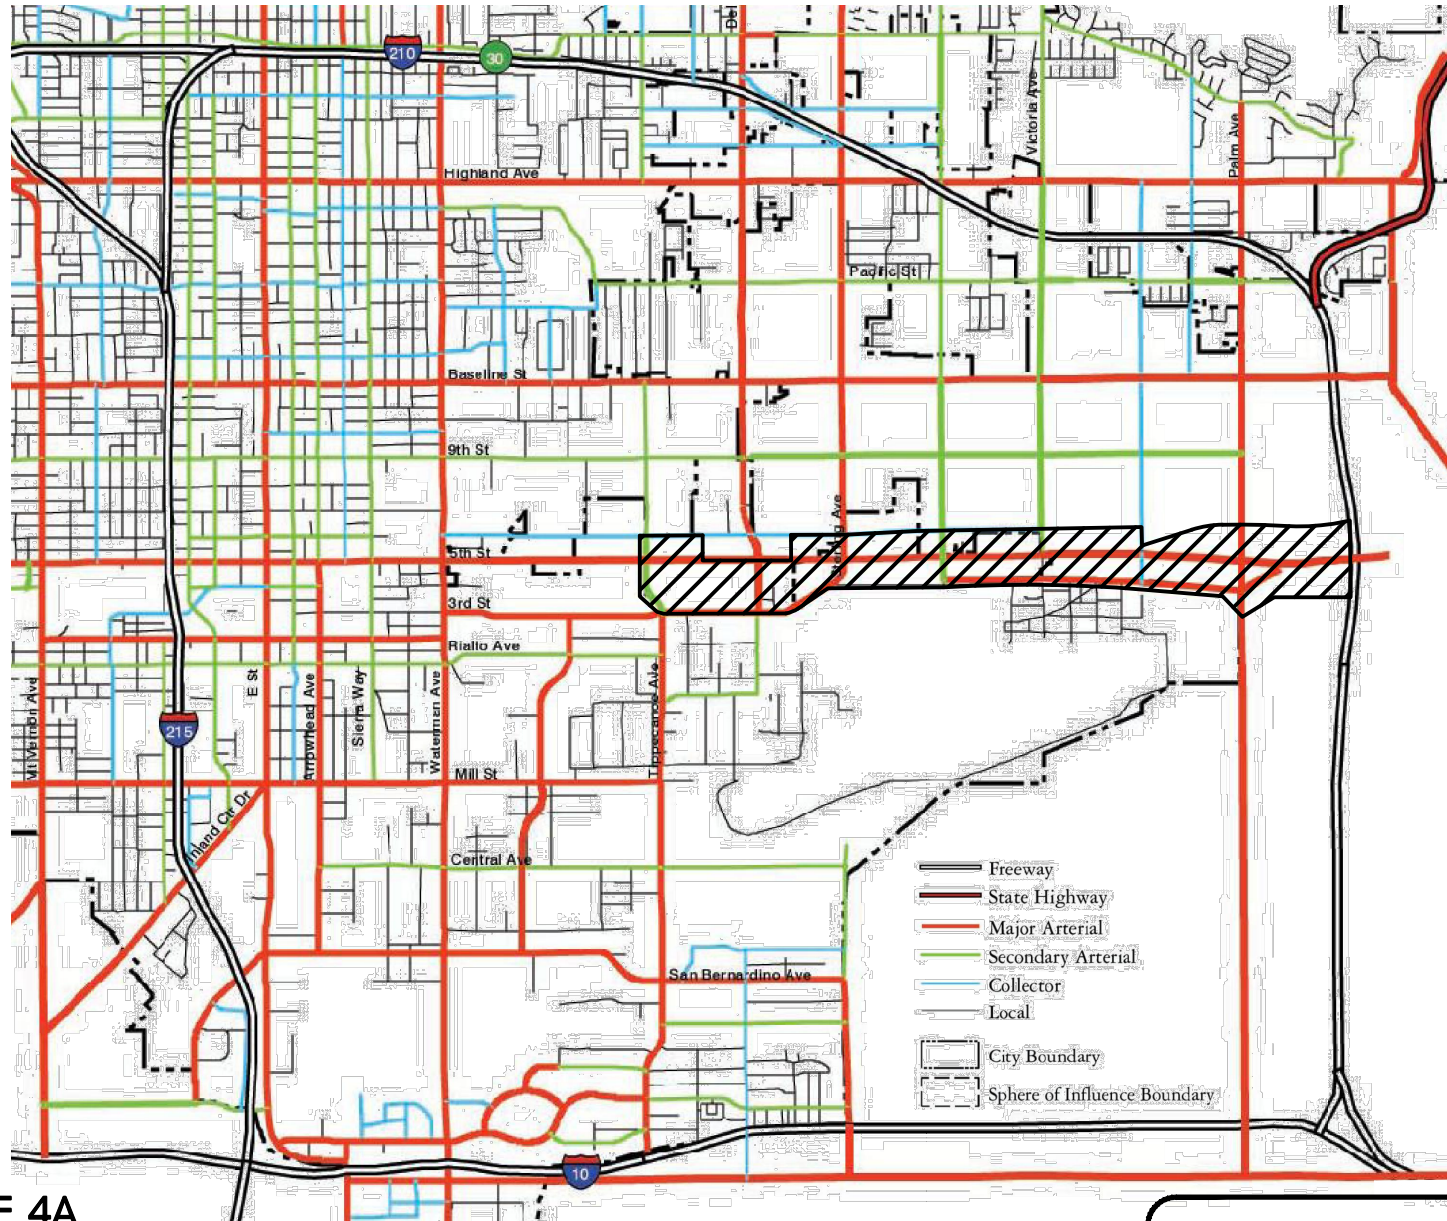 210
30
Victoria Ave
Palm Ave
Highland Ave
Pacific St
Baseline St
9th St
5th St
3rd St
Rialto Ave
Mt Vernon Ave
E St
Arrowhead Ave
Sierra Way
Waterman Ave
Tippecanoe Ave
215
Mill St
Inland Ctr Dr
Central Ave
San Bernardino Ave
Freeway
State Highway
Major Arterial
Secondary Arterial
Collector
Local
City Boundary
Sphere of Influence Boundary
10
4A